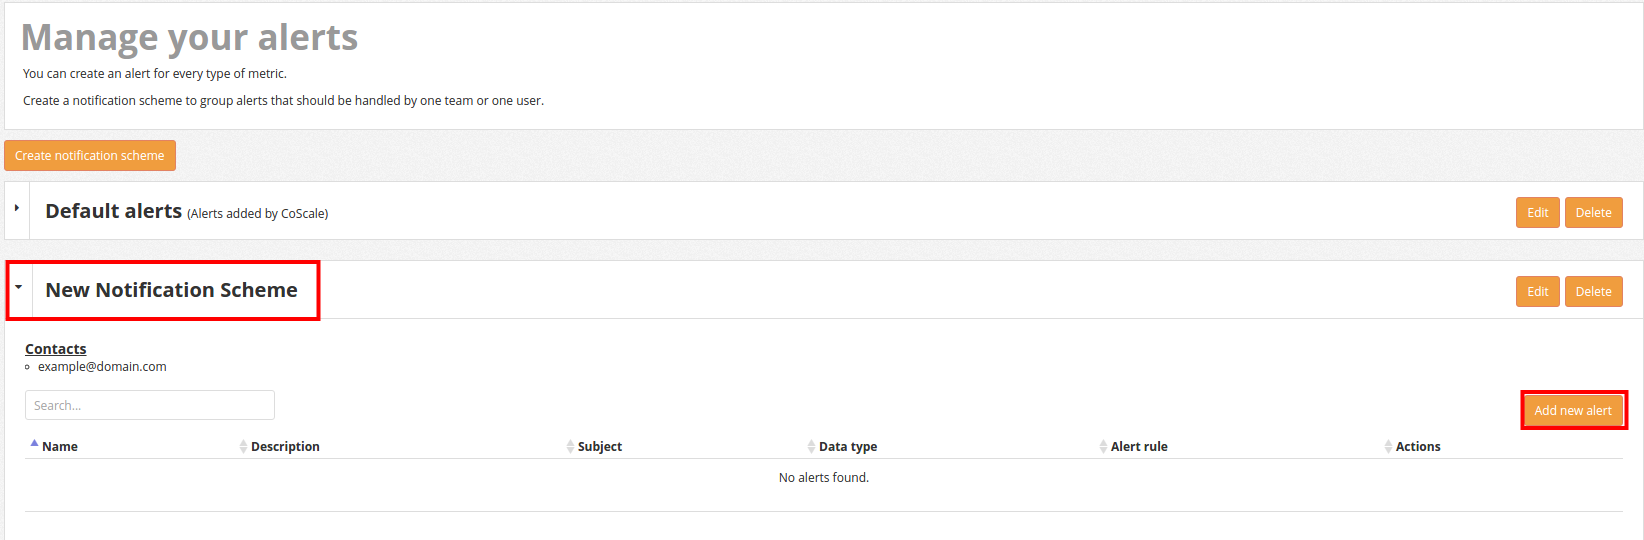 Manage your alerts
You can create an alert for every type of metric.
Create a notification scheme to group alerts that should be handled by one team or one user.
Create notification scheme
Default alerts (Alerts added by CoScale) Edit Delete
New Notification Scheme Edit Delete
Contacts
example@domain.com
Search... Add new alert
Name Description Subject Data type Alert rule Actions
No alerts found.